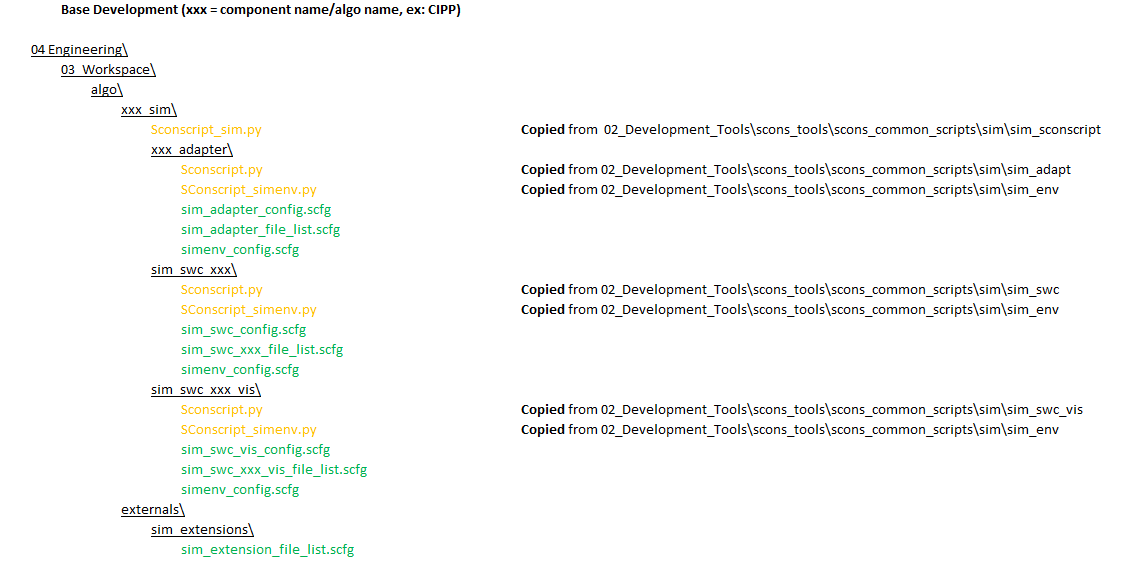 Base Development (xxx = component name/algo name, ex: CIPP)
04 Engineering\
03_Workspace\
algo\
xxx_sim\
Sconscript_sim.py Copied from 02_Development_Tools\scons_tools\scons_common_scripts\sim\sim_sconscript
xxx_adapter\
Sconscript.py Copied from 02_Development_Tools\scons_tools\scons_common_scripts\sim\sim_adapt
SConscript_simenv.py Copied from 02_Development_Tools\scons_tools\scons_common_scripts\sim\sim_env
sim_adapter_config.scfg
sim_adapter_file_list.scfg
simenv_config.scfg
sim_swc_xxx\
Sconscript.py Copied from 02_Development_Tools\scons_tools\scons_common_scripts\sim\sim_swc
SConscript_simenv.py Copied from 02_Development_Tools\scons_tools\scons_common_scripts\sim\sim_env
sim_swc_config.scfg
sim_swc_xxx_file_list.scfg
simenv_config.scfg
sim_swc_xxx_vis\
Sconscript.py Copied from 02_Development_Tools\scons_tools\scons_common_scripts\sim\sim_swc_vis
SConscript_simenv.py Copied from 02_Development_Tools\scons_tools\scons_common_scripts\sim\sim_env
sim_swc_vis_config.scfg
sim_swc_xxx_vis_file_list.scfg
simenv_config.scfg
externals\
sim_extensions\
sim_extension_file_list.scfg